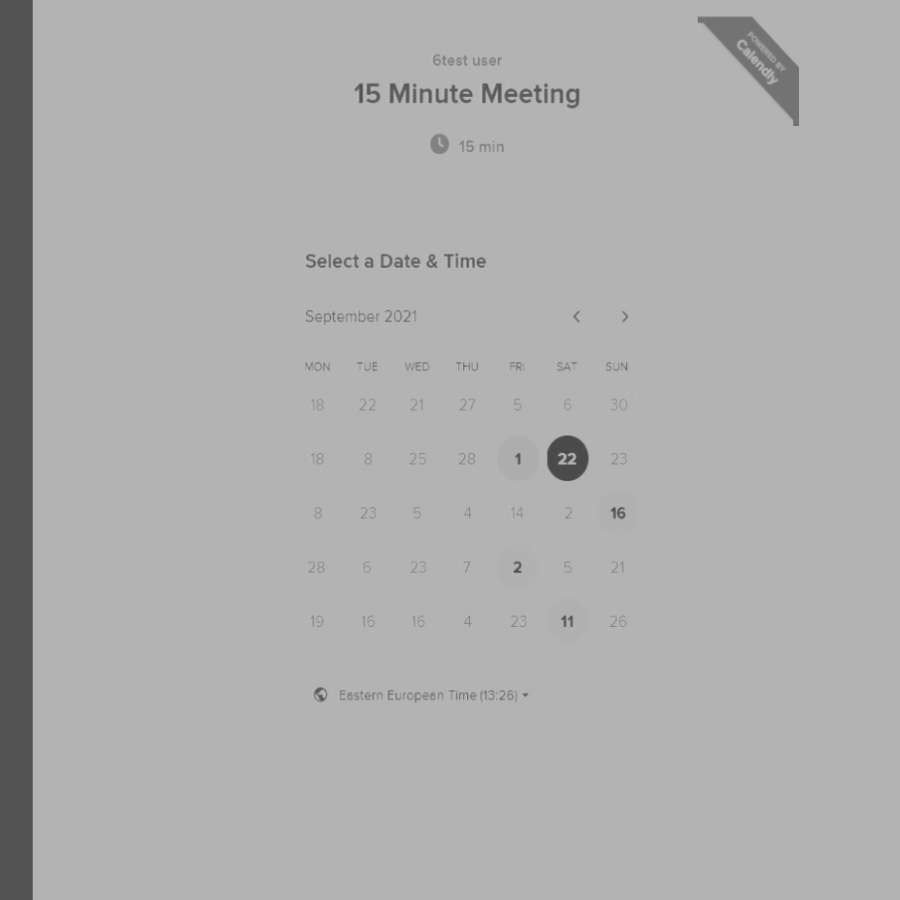 POWERED BY
Calendly
6test user
15 Minute Meeting
15 min
Select a Date & Time
September 2021
MON TUE WED THU FRI SAT SUN
18 22 21 27 5 6 30
18 8 25 28 1 22 23
8 23 5 4 14 2 16
28 6 23 7 2 5 21
19 16 16 4 23 11 26
Eastern European Time (13:26)